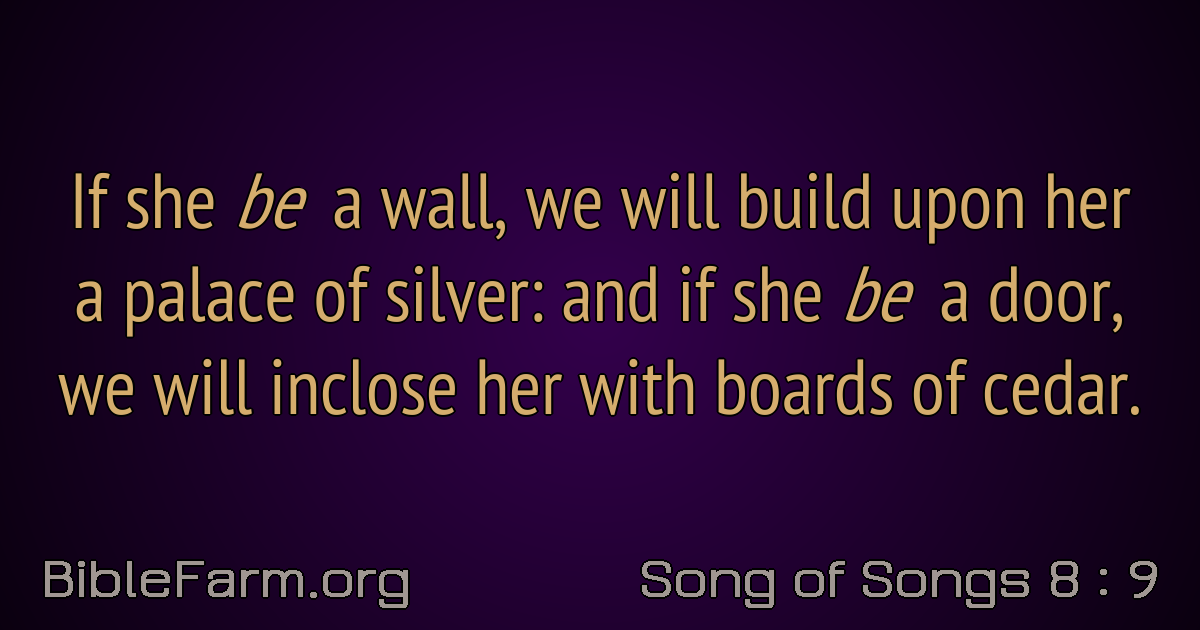 If she be a wall, we will build upon her
a palace of silver: and if she be a door,
we will inclose her with boards of cedar.
BibleFarm.org
Song of Songs 8 : 9